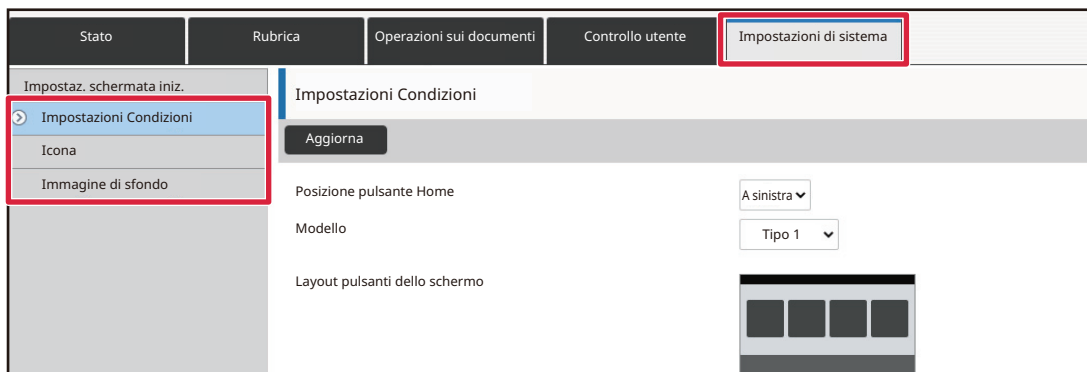 Stato Rubrica Operazioni sui documenti Controllo utente Impostazioni di sistema
Impostaz. schermata iniz.
Impostazioni Condizioni
Icona
Immagine di sfondo
Impostazioni Condizioni
Aggiorna
Posizione pulsante Home A sinistra
Modello Tipo 1
Layout pulsanti dello schermo